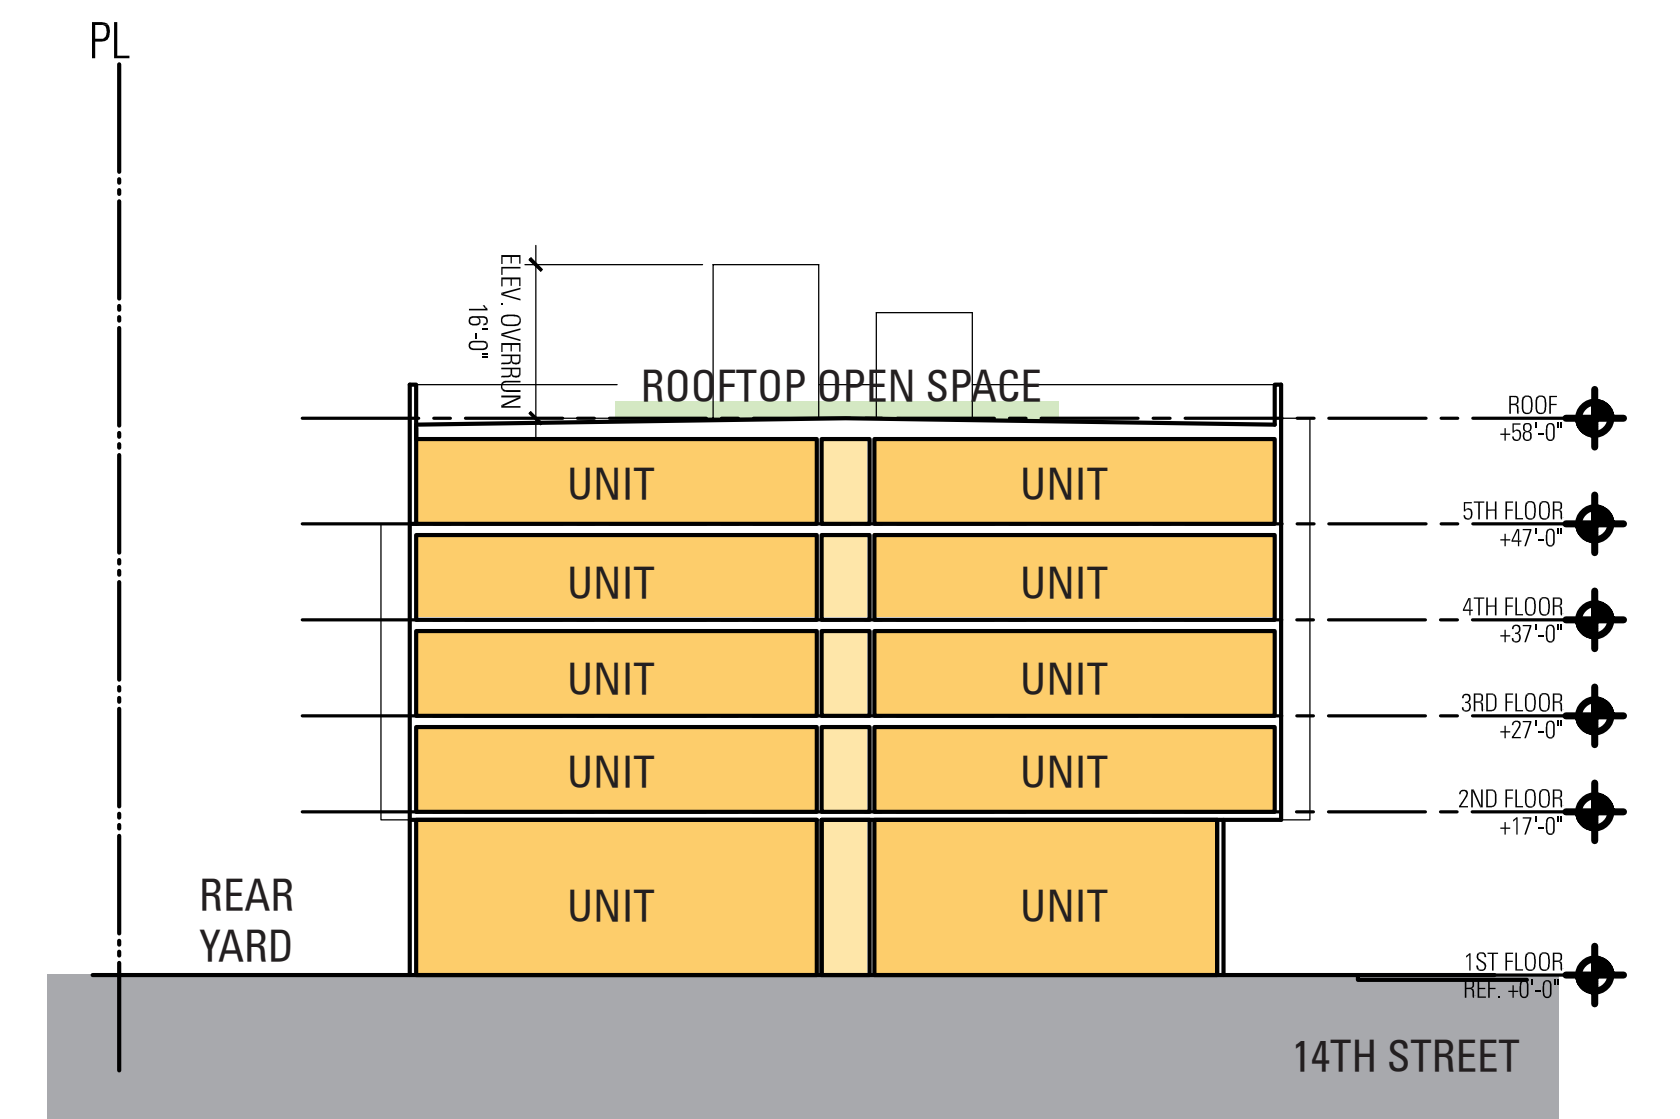 PL
ELEV. OVERRUN
16'-0"
ROOFTOP OPEN SPACE
ROOF
+58'-0"
UNIT UNIT
5TH FLOOR
+47'-0"
UNIT UNIT
4TH FLOOR
+37'-0"
UNIT UNIT
3RD FLOOR
+27'-0"
UNIT UNIT
2ND FLOOR
+17'-0"
REAR
YARD
UNIT UNIT
1ST FLOOR
REF. +0'-0"
14TH STREET